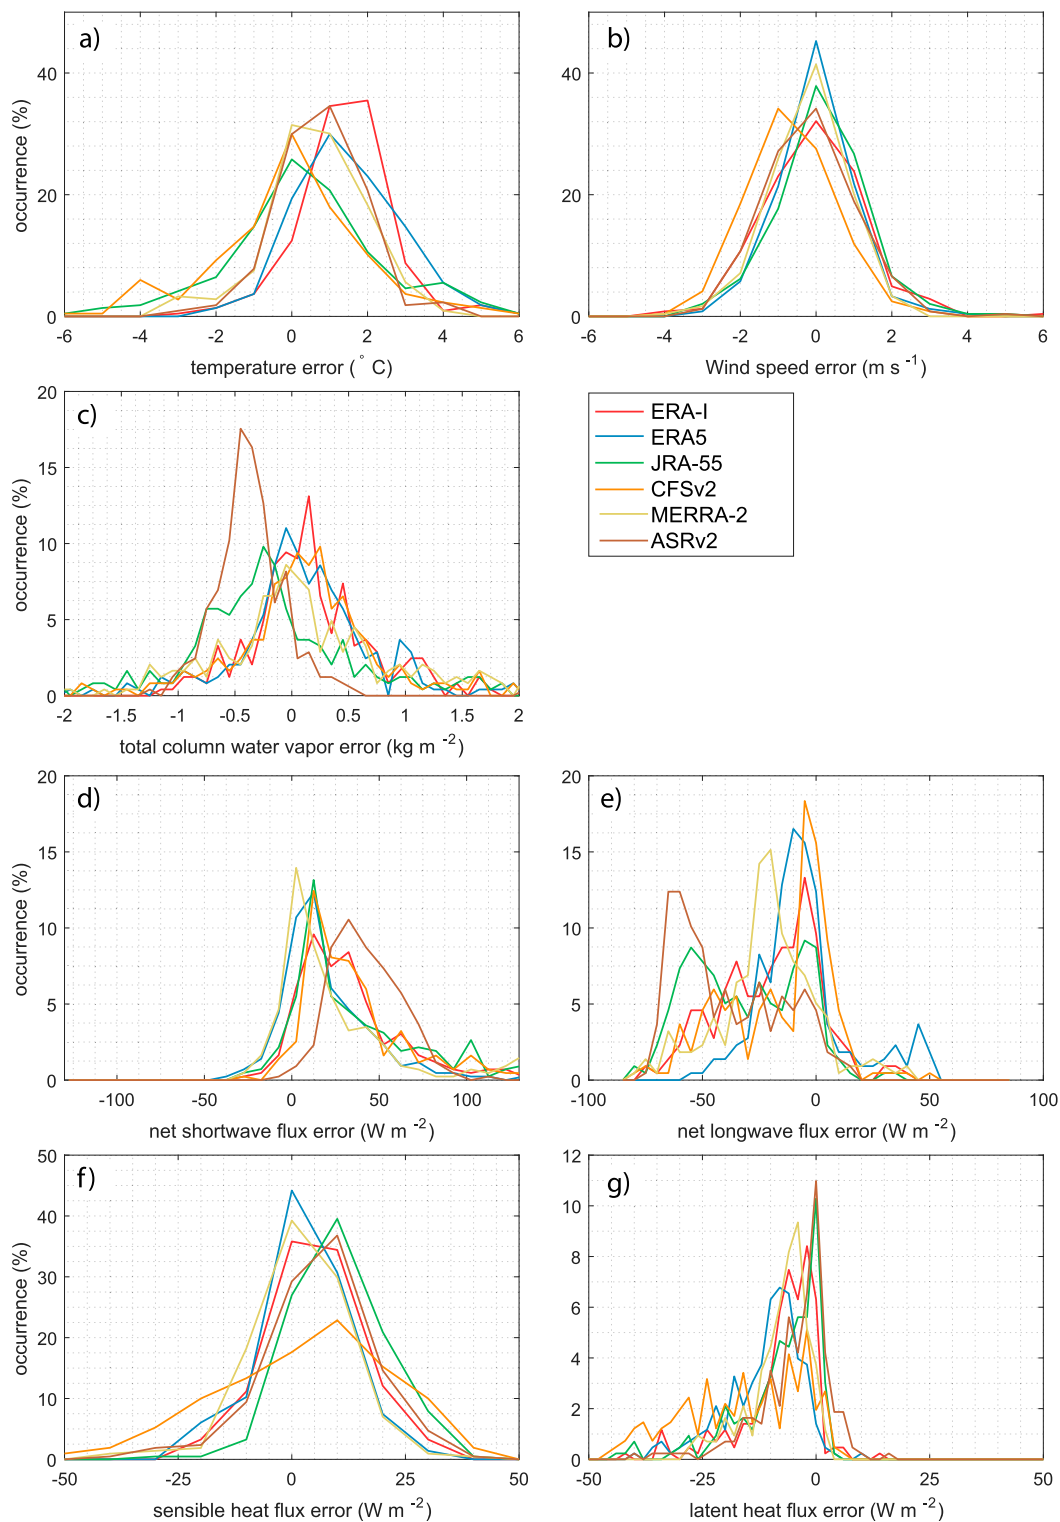 a)
40
20
0
occurrence (%)
-6 -4 -2 0 2 4 6
temperature error (° C)
b)
40
20
0
-6 -4 -2 0 2 4 6
Wind speed error (m s -1)
c)
20
15
10
5
0
occurrence (%)
-2 -1.5 -1 -0.5 0 0.5 1 1.5 2
total column water vapor error (kg m -2)
ERA-I
ERA5
JRA-55
CFSv2
MERRA-2
ASRv2
d)
20
15
10
5
0
occurrence (%)
-100 -50 0 50 100
net shortwave flux error (W m -2)
e)
20
15
10
5
0
-100 -50 0 50 100
net longwave flux error (W m -2)
f)
50
40
30
20
10
0
occurrence (%)
-50 -25 0 25 50
sensible heat flux error (W m -2)
g)
12
10
8
6
4
2
0
-50 -25 0 25 50
latent heat flux error (W m -2)